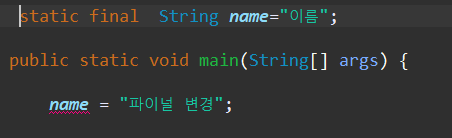 static final  String name="이름";
public static void main(String[] args) {
name = "파이널 변경";